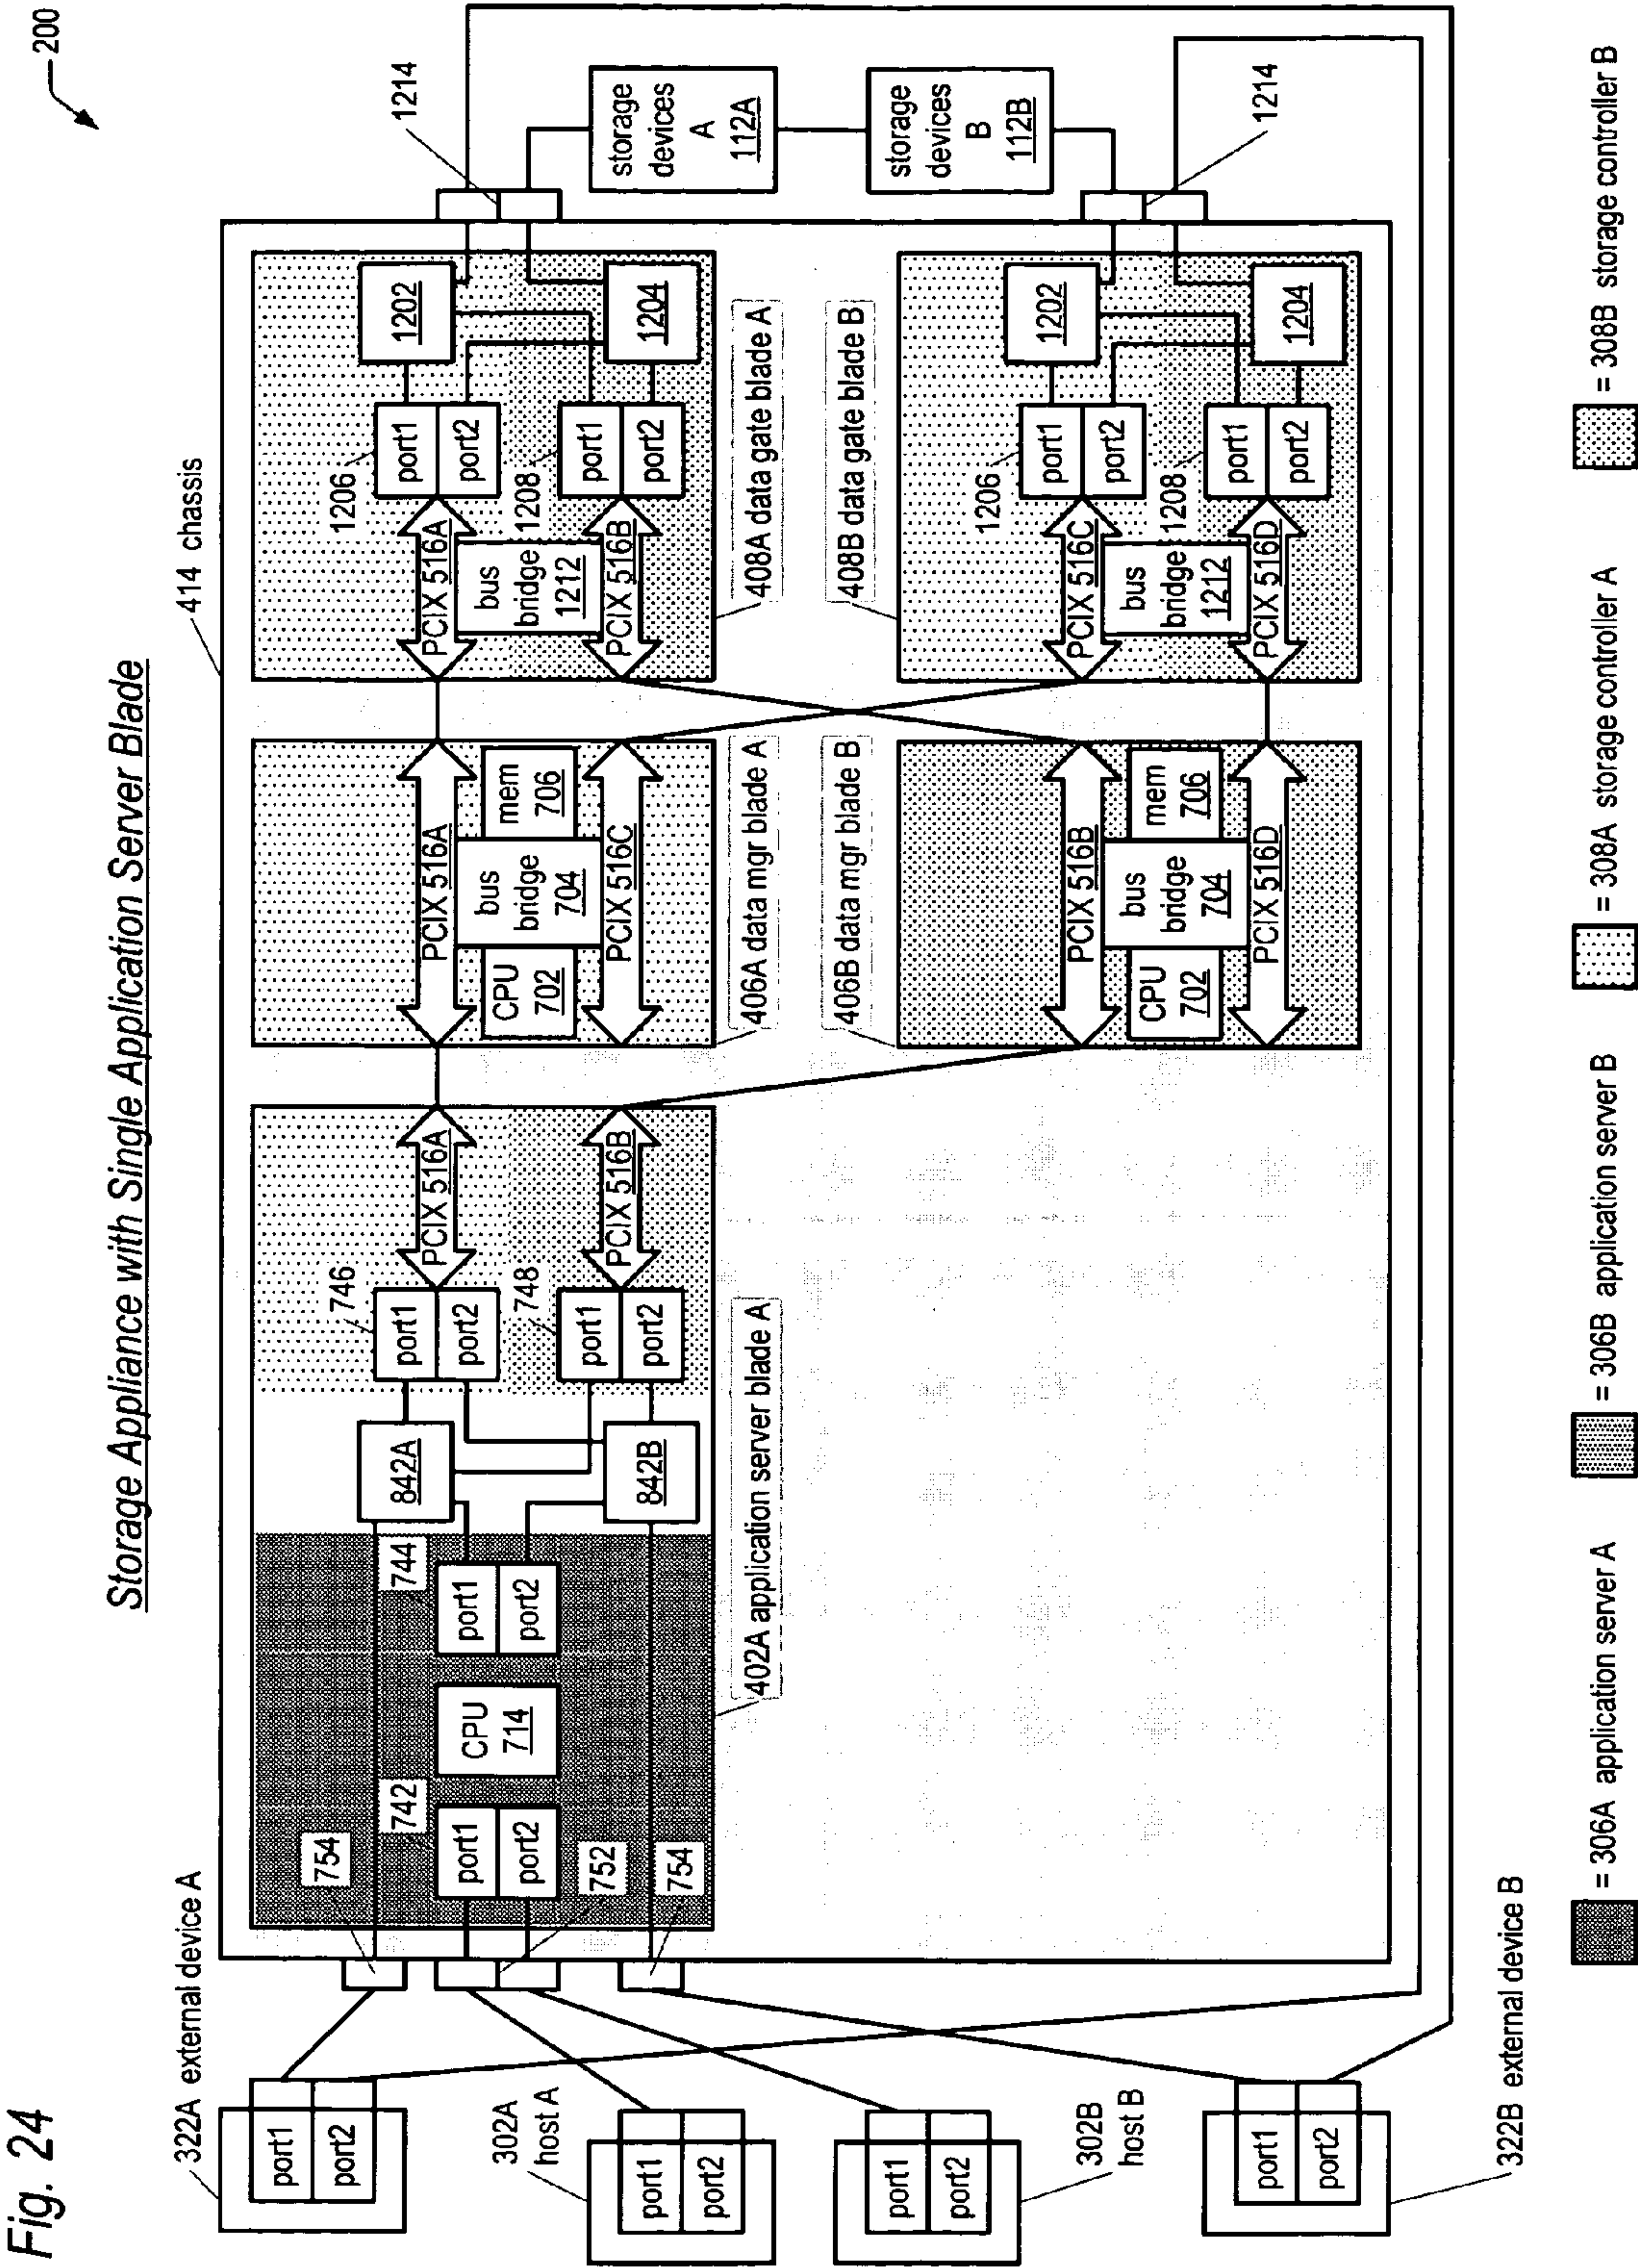 Fig. 24
Storage Appliance with Single Application Server Blade
200
414 chassis
322A external device A
port1
port2
302A
host A
port1
port2
302B
host B
port1
port2
322B external device B
port1
port2
754
742
port1
port2
752
754
CPU
714
744
port1
port2
842A
842B
746
port1
port2
748
port1
port2
PCIX 516A
PCIX 516B
402A application server blade A
PCIX 516A
CPU
702
bus
bridge
704
mem
706
PCIX 516C
406A data mgr blade A
406B data mgr blade B
PCIX 516B
CPU
702
bus
bridge
704
mem
706
PCIX 516D
PCIX 516A
bus
bridge
1212
PCIX 516B
1206
port1
port2
1208
port1
port2
1202
1204
408A data gate blade A
408B data gate blade B
PCIX 516C
bus
bridge
1212
PCIX 516D
1206
port1
port2
1208
port1
port2
1202
1204
1214
storage
devices
A
112A
storage
devices
B
112B
1214
= 306A application server A
= 306B application server B
= 308A storage controller A
= 308B storage controller B